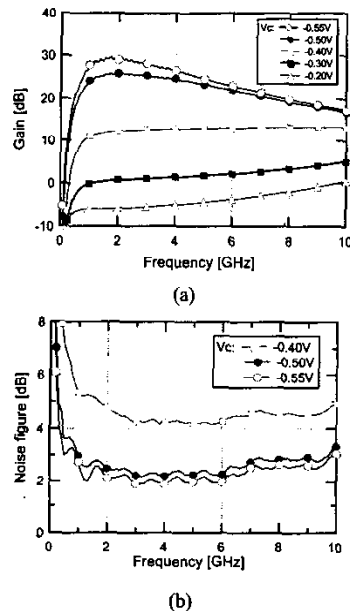 (a)
Gain [dB]
40
30
20
10
0
-10
Vc: -0.55V
-0.50V
-0.40V
-0.30V
-0.20V
0 2 4 6 8 10
Frequency [GHz]
(a)
Noise figure [dB]
8
6
4
2
0
Vc: -0.40V
-0.50V
-0.55V
0 2 4 6 8 10
Frequency [GHz]
(b)